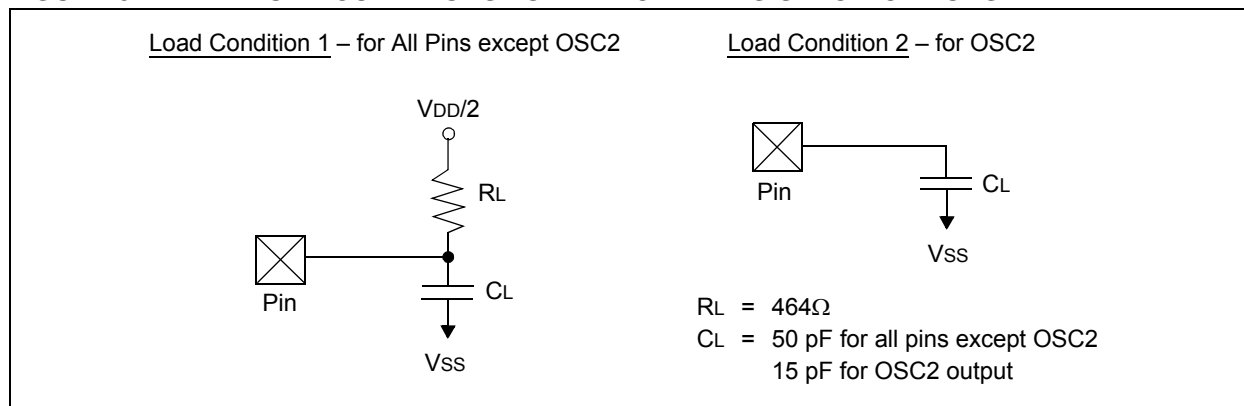 Load Condition 1 – for All Pins except OSC2
VDD/2
RL
Pin
CL
VSS
Load Condition 2 – for OSC2
Pin
CL
VSS
RL = 464Ω
CL = 50 pF for all pins except OSC2
15 pF for OSC2 output